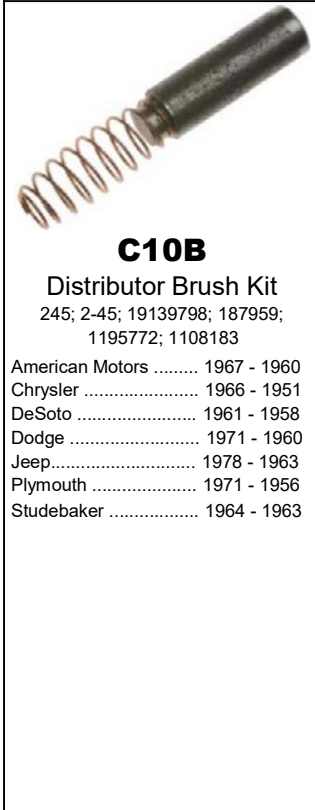 C10B
Distributor Brush Kit
245; 2-45; 19139798; 187959;
1195772; 1108183
American Motors ......... 1967 - 1960
Chrysler ....................... 1966 - 1951
DeSoto ........................ 1961 - 1958
Dodge .......................... 1971 - 1960
Jeep............................. 1978 - 1963
Plymouth ..................... 1971 - 1956
Studebaker .................. 1964 - 1963